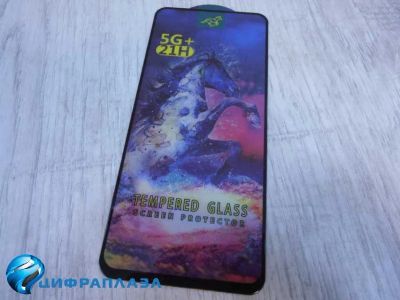 5G+
21H
TEMPERED GLASS
SCREEN PROTECTOR
ЦИФРАПЛАЗА